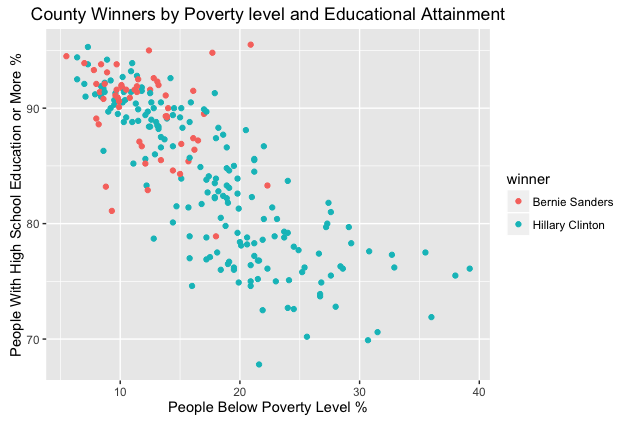 County Winners by Poverty level and Educational Attainment
People With High School Education or More %
90
80
70
10 20 30 40
People Below Poverty Level %
winner
Bernie Sanders
Hillary Clinton